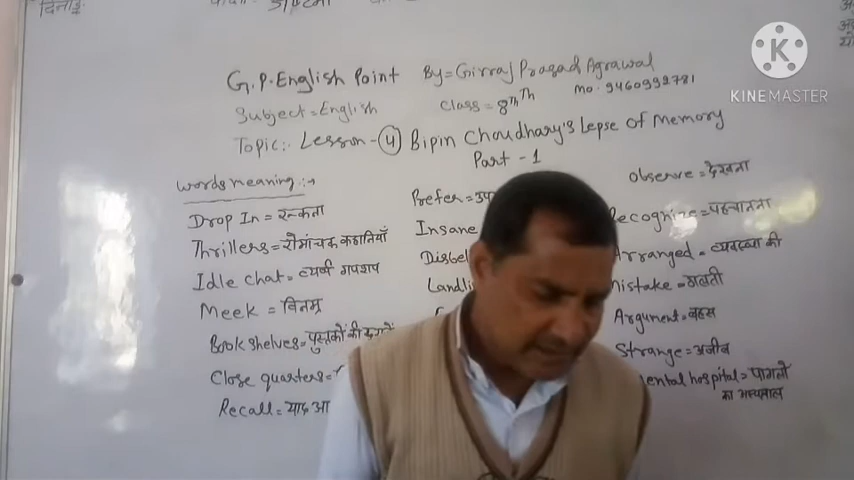 दिनांक
G.P. English Point By=Girraj Prasad Agrawal
Subject=English Class=8th Th Mo. 9460992781
Topic:- Lesson-4 Bipin Choudhary's Lepse of Memory
Part-1
Words meaning:→
Drop In = रूकना
Thrillers = रोमांचक कहानियाँ
Idle chat = व्यर्थ गपशप
Meek = विनम्र
Book shelves = पुस्तकों की
Close quarters =
Recall = याद आ
Prefer =
Insane
Observe = देखना
Recognize = पहचानना
Arranged = व्यवस्था की
Mistake = गलती
Argument = बहस
Strange = अजीब
Mental hospital = पागलों
का अस्पताल
KINEMASTER